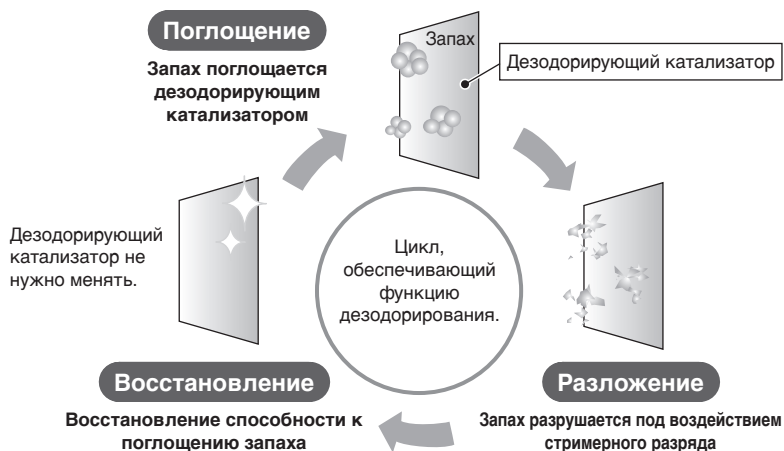 Поглощение
Запах поглощается
дезодорирующим
катализатором
Запах
Дезодорирующий катализатор
Дезодорирующий
катализатор не
нужно менять.
Цикл,
обеспечивающий
функцию
дезодорирования.
Восстановление
Восстановление способности к
поглощению запаха
Разложение
Запах разрушается под воздействием
стримерного разряда